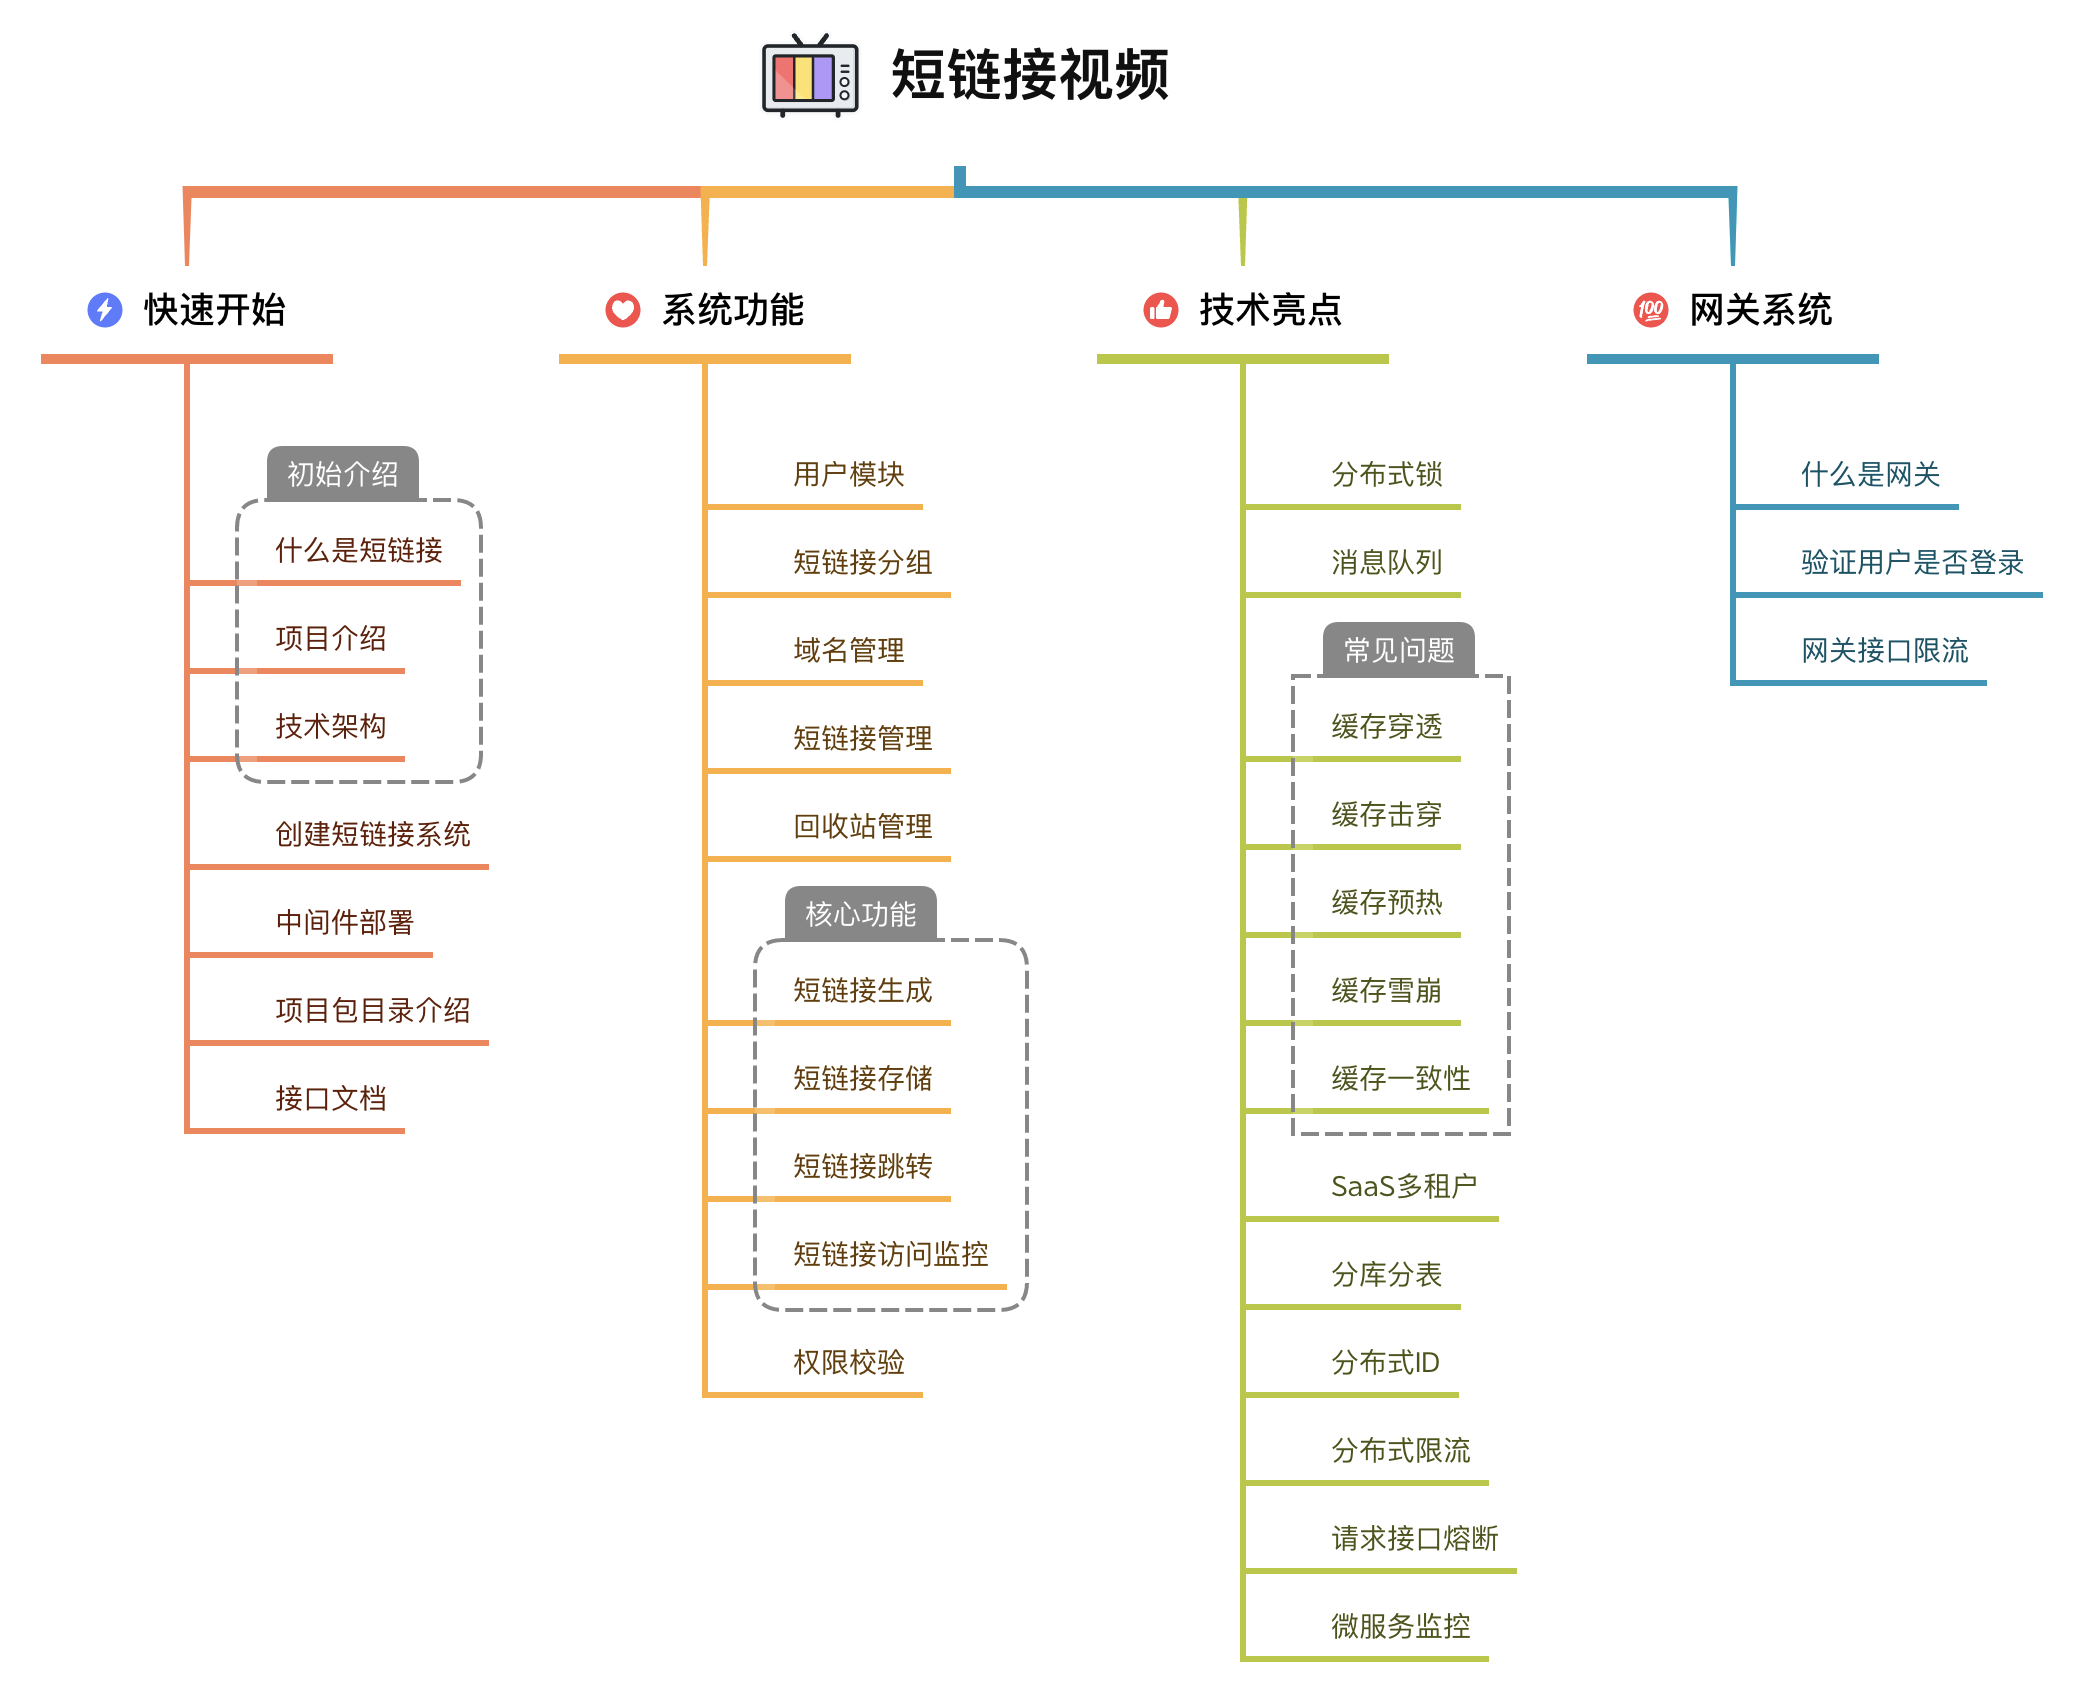 短链接视频
快速开始
初始介绍
什么是短链接
项目介绍
技术架构
创建短链接系统
中间件部署
项目包目录介绍
接口文档
系统功能
用户模块
短链接分组
域名管理
短链接管理
回收站管理
核心功能
短链接生成
短链接存储
短链接跳转
短链接访问监控
权限校验
技术亮点
分布式锁
消息队列
常见问题
缓存穿透
缓存击穿
缓存预热
缓存雪崩
缓存一致性
SaaS多租户
分库分表
分布式ID
分布式限流
请求接口熔断
微服务监控
100
网关系统
什么是网关
验证用户是否登录
网关接口限流